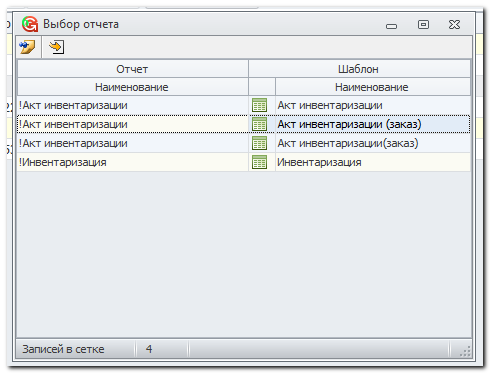 Выбор отчета
Отчет Шаблон
Наименование Наименование
!Акт инвентаризации Акт инвентаризации
!Акт инвентаризации Акт инвентаризации (заказ)
!Акт инвентаризации Акт инвентаризации(заказ)
!Инвентаризация Инвентаризация
Записей в сетке 4